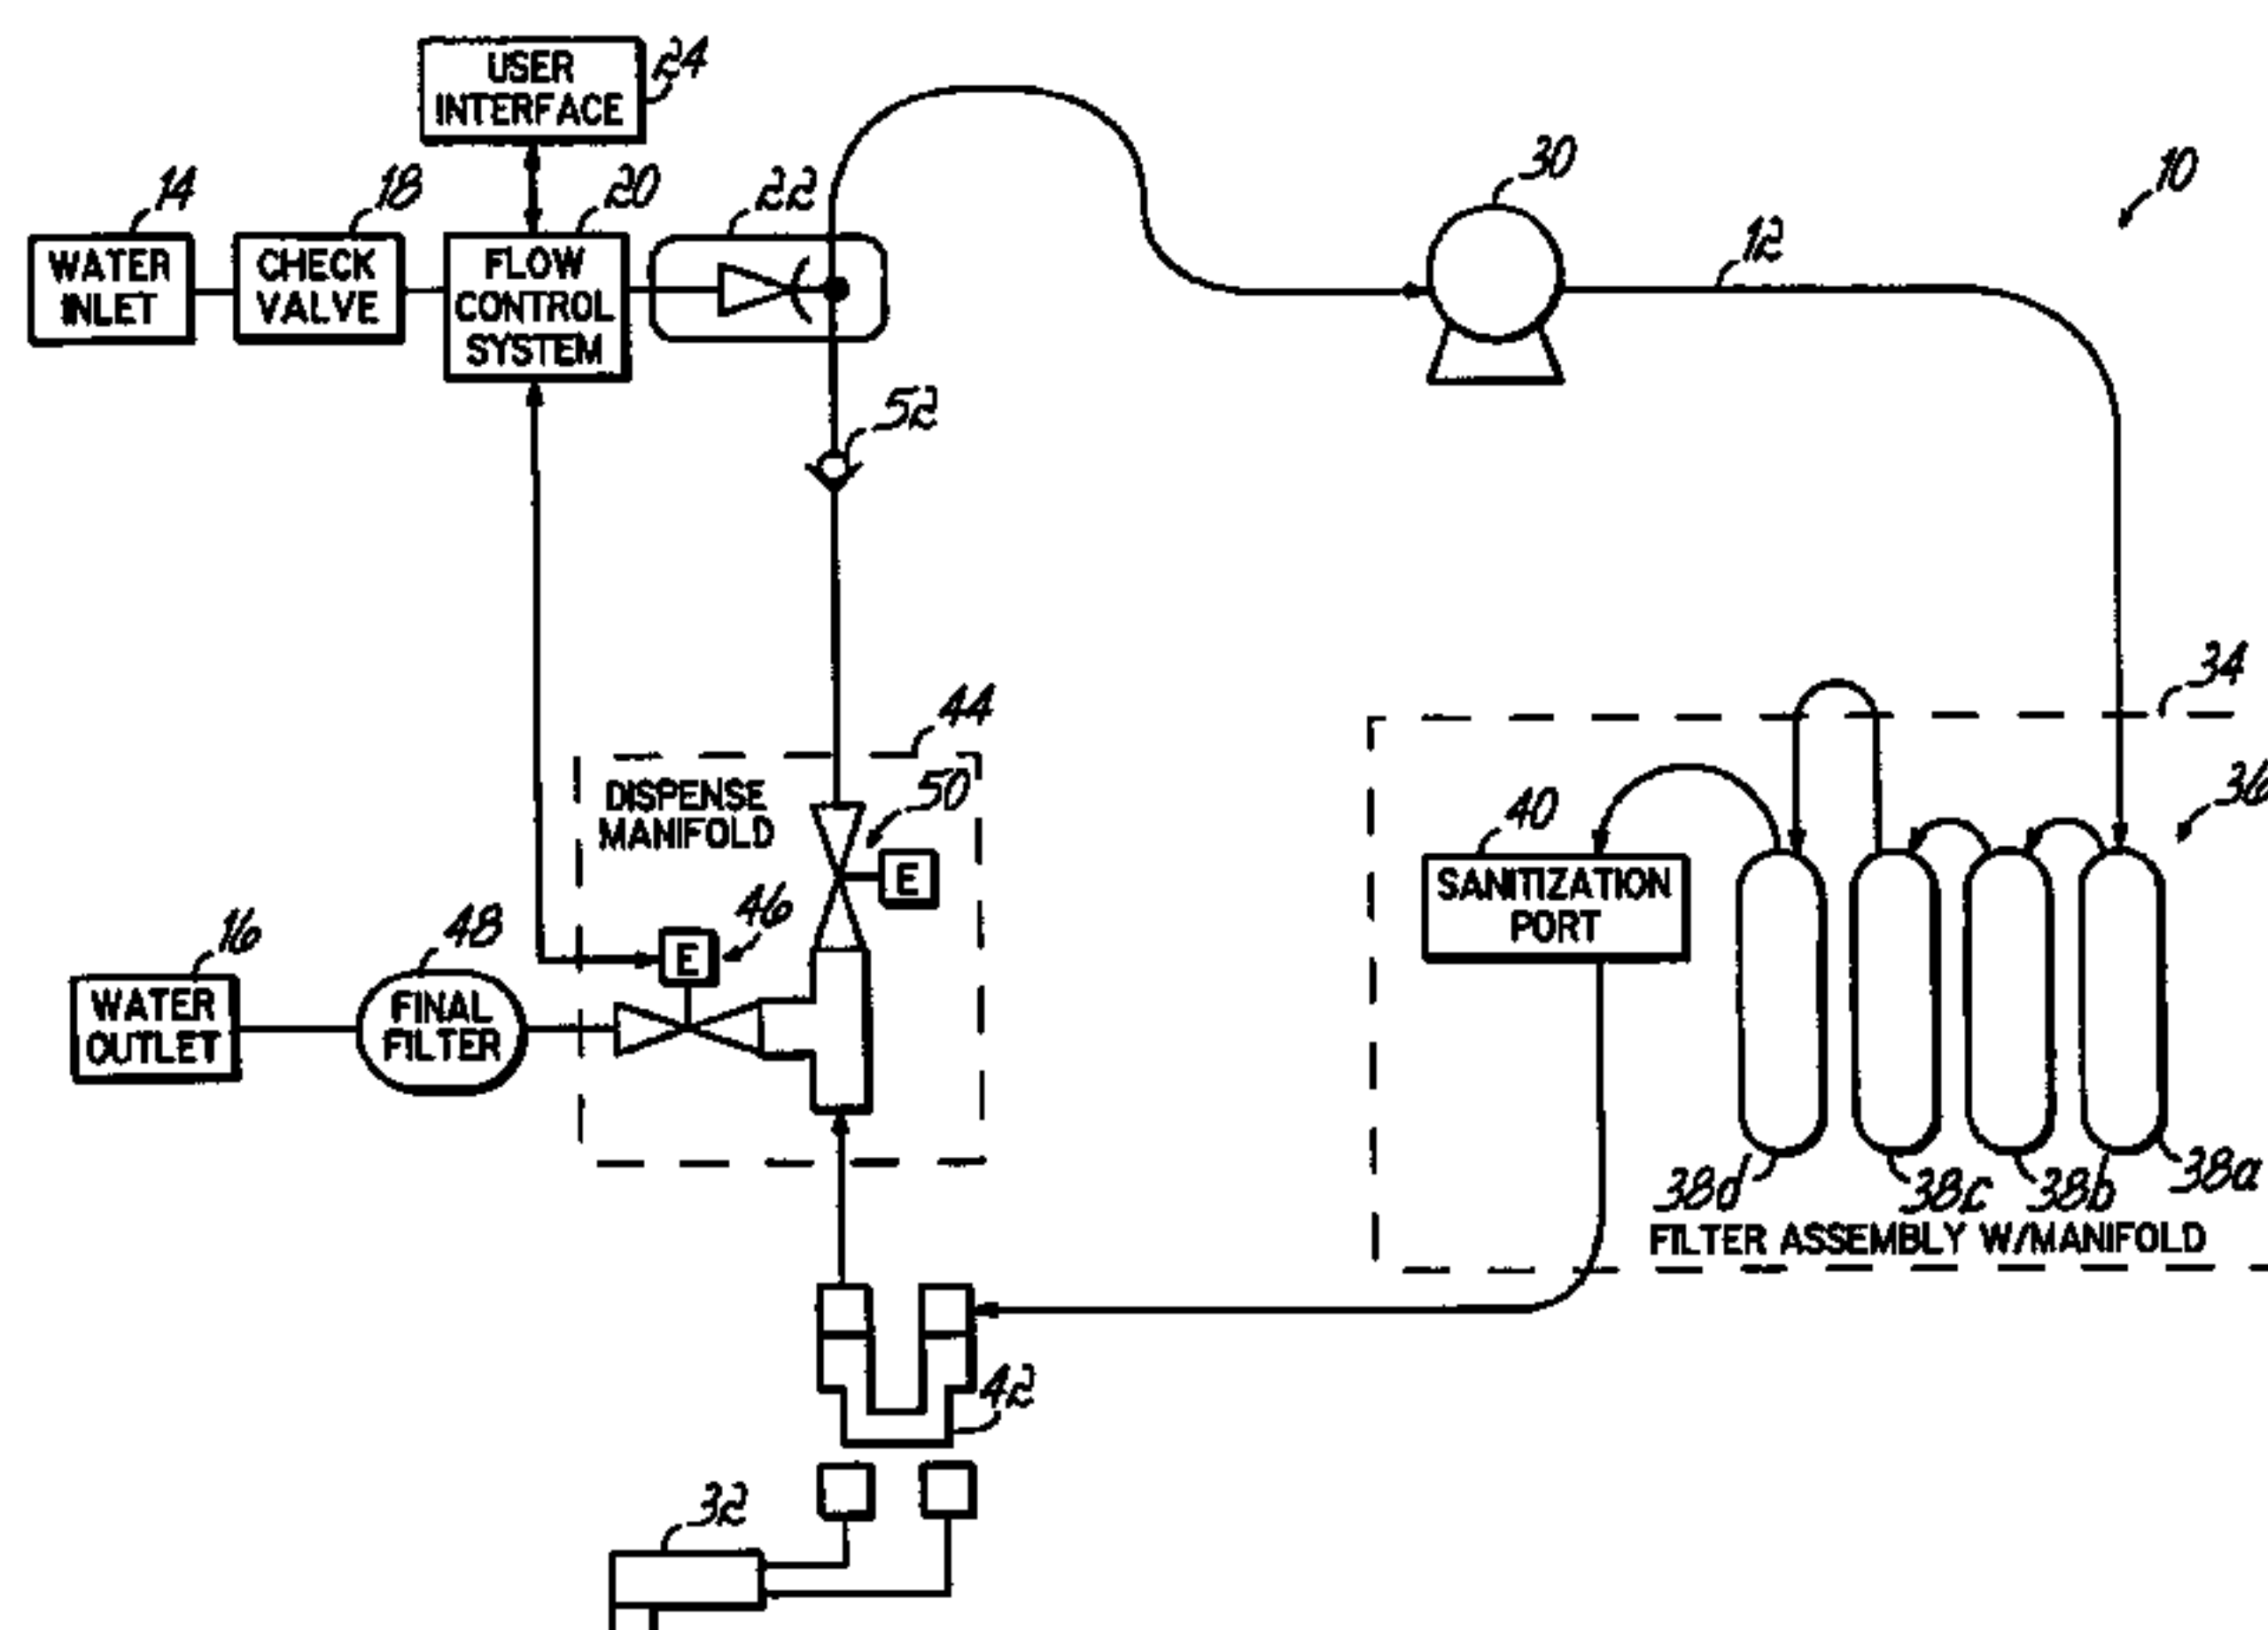 USER
INTERFACE
24
14
18
20
22
30
10
WATER
INLET
CHECK
VALVE
FLOW
CONTROL
SYSTEM
12
52
34
44
DISPENSE
MANIFOLD
50
E
40
SANITIZATION
PORT
46
E
16
48
WATER
OUTLET
FINAL
FILTER
38d
38c
38b
38a
FILTER ASSEMBLY W/MANIFOLD
42
32